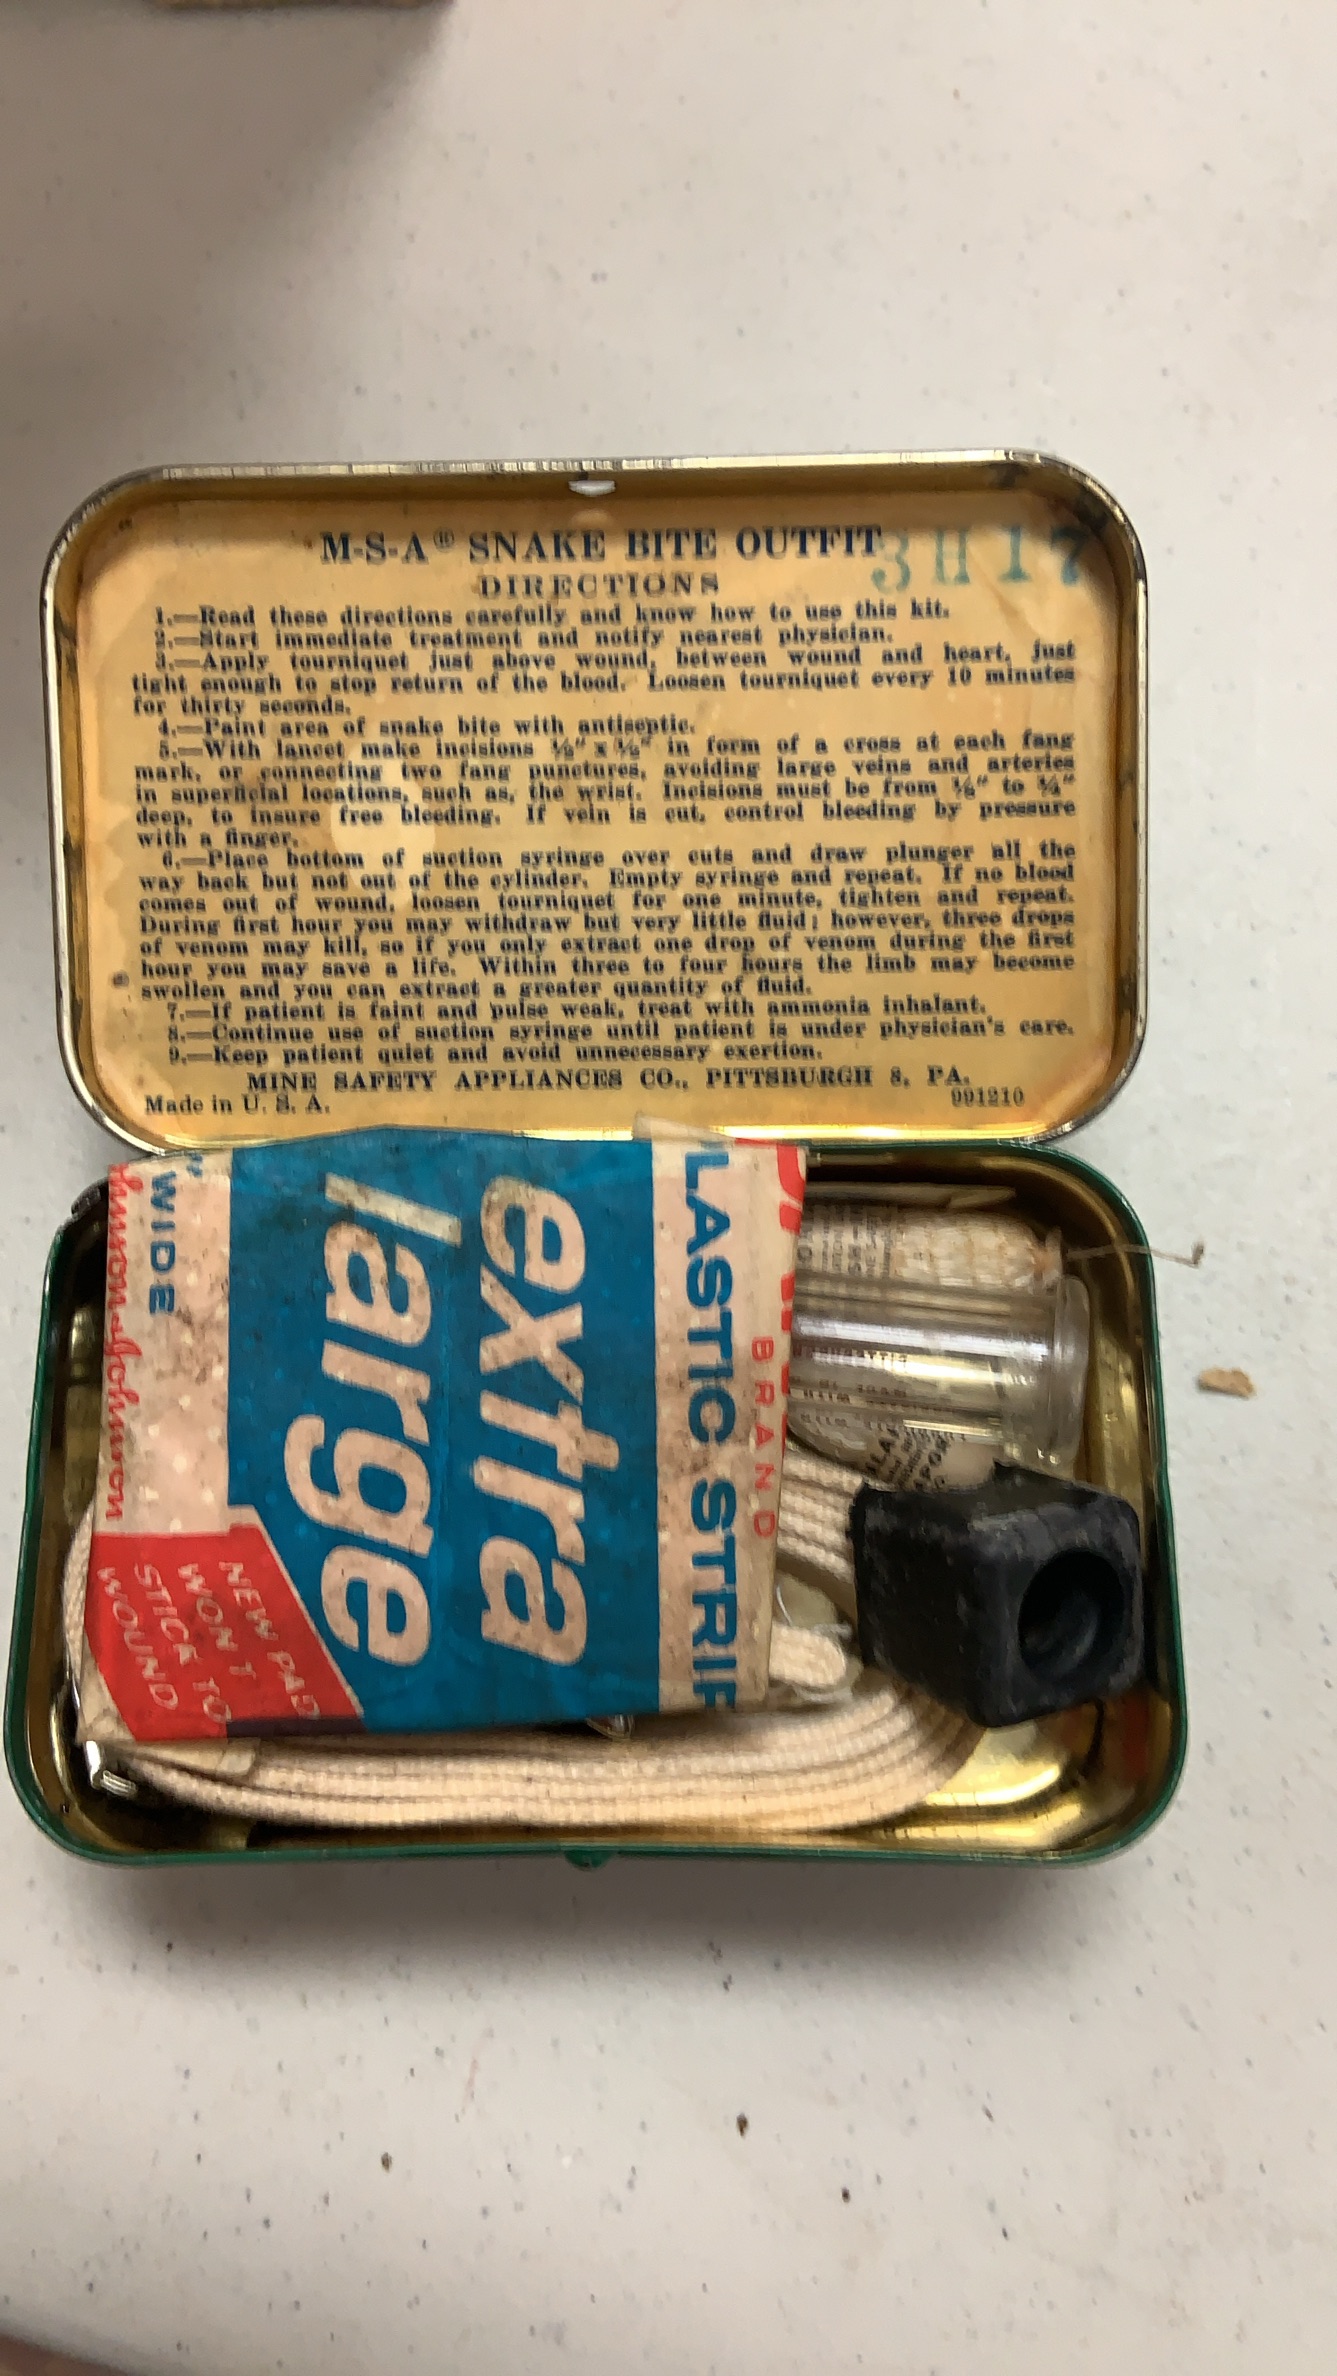 M-S-A® SNAKE BITE OUTFIT
3H17
DIRECTIONS
1.—Read these directions carefully and know how to use this kit.
2.—Start immediate treatment and notify nearest physician.
3.—Apply tourniquet just above wound, between wound and heart, just
tight enough to stop return of the blood. Loosen tourniquet every 10 minutes
for thirty seconds.
4.—Paint area of snake bite with antiseptic.
5.—With lancet make incisions in form of a cross at each fang
mark, or connecting two fang punctures, avoiding large veins and arteries
in superficial locations, such as, the wrist. Incisions must be from ⅛" to ¼"
deep, to insure free bleeding. If vein is cut, control bleeding by pressure
with a finger.
6.—Place bottom of suction syringe over cuts and draw plunger all the
way back but not out of the cylinder. Empty syringe and repeat. If no blood
comes out of wound, loosen tourniquet for one minute, tighten and repeat.
During first hour you may withdraw but very little fluid; however, three drops
of venom may kill, so if you only extract one drop of venom during the first
hour you may save a life. Within three to four hours the limb may become
swollen and you can extract a greater quantity of fluid.
7.—If patient is faint and pulse weak, treat with ammonia inhalant.
8.—Continue use of suction syringe until patient is under physician's care.
9.—Keep patient quiet and avoid unnecessary exertion.
MINE SAFETY APPLIANCES CO., PITTSBURGH 8, PA.
Made in U. S. A.
991210
BRAND
LASTIC STRIP
extra
large
" WIDE
Johnson & Johnson
NEW PAD
WON'T
STICK TO
WOUND